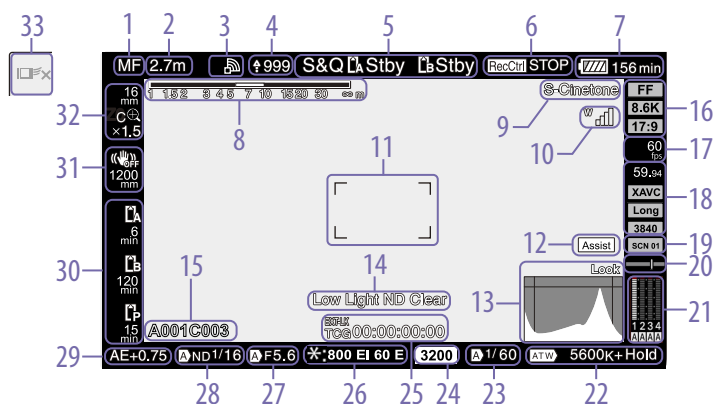 33
1
2
3
4
5
6
7
MF
2.7m
999
S&Q A Stby B Stby
RecCtrl STOP
156 min
1 1.5 2 3 4 5 7 10 15 20 30 ∞ m
8
S-Cinetone
9
W
10
FF
8.6K
17:9
16
60
fps
17
59.94
XAVC
Long
3840
18
SCN 01
19
20
1 2 3 4
A A A A
21
16
mm
C
×1.5
32
OFF
1200
mm
31
A
6
min
B
120
min
P
15
min
30
11
12
Assist
13
Look
14
Low Light ND Clear
15
A001C003
EXT-LK
TCG 00:00:00:00
29
AE+0.75
A ND 1/16
A F5.6
:800 EI 60 E
3200
A 1/60
ATW 5600K+Hold
28
27
26
25
24
23
22